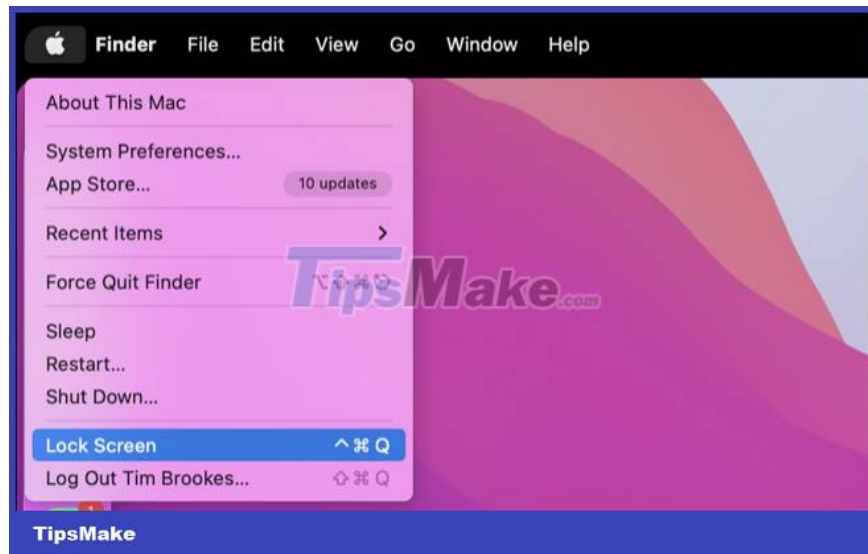 Finder File Edit View Go Window Help
About This Mac
System Preferences...
App Store... 10 updates
Recent Items >
Force Quit Finder ⌥⇧⌘⎋
TipsMake.com
Sleep
Restart...
Shut Down...
Lock Screen ^⌘Q
Log Out Tim Brookes... ⇧⌘Q
1
TipsMake